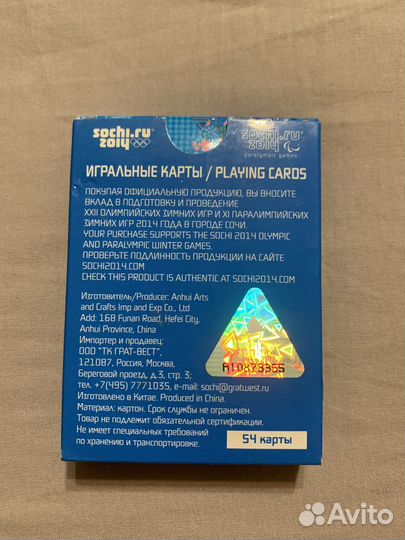 sochi.ru
2014
sochi.ru
2014
paralympic games
ИГРАЛЬНЫЕ КАРТЫ / PLAYING CARDS
ПОКУПАЯ ОФИЦИАЛЬНУЮ ПРОДУКЦИЮ, ВЫ ВНОСИТЕ
ВКЛАД В ПОДГОТОВКУ И ПРОВЕДЕНИЕ
XXII ОЛИМПИЙСКИХ ЗИМНИХ ИГР И XI ПАРАЛИМПИЙСКИХ
ЗИМНИХ ИГР 2014 ГОДА В ГОРОДЕ СОЧИ.
YOUR PURCHASE SUPPORTS THE SOCHI 2014 OLYMPIC
AND PARALYMPIC WINTER GAMES.
ПРОВЕРЬТЕ ПОДЛИННОСТЬ ПРОДУКЦИИ НА САЙТЕ
SOCHI2014.COM
CHECK THIS PRODUCT IS AUTHENTIC AT SOCHI2014.COM
Изготовитель/Producer: Anhui Arts
and Crafts Imp and Exp Co., Ltd
Add: 168 Funan Road, Hefei City,
Anhui Province, China
Импортер и продавец:
ООО "ТК ГРАТ-ВЕСТ",
121087, Россия, Москва,
Береговой проезд, д.3, стр. 3;
тел. +7(495) 7771035, e-mail: sochi@gratwest.ru
Изготовлено в Китае. Produced in China.
Материал: картон. Срок службы не ограничен.
Товар не подлежит обязательной сертификации.
Не имеет специальных требований
по хранению и транспортировке.
A10873355
54 карты
Avito